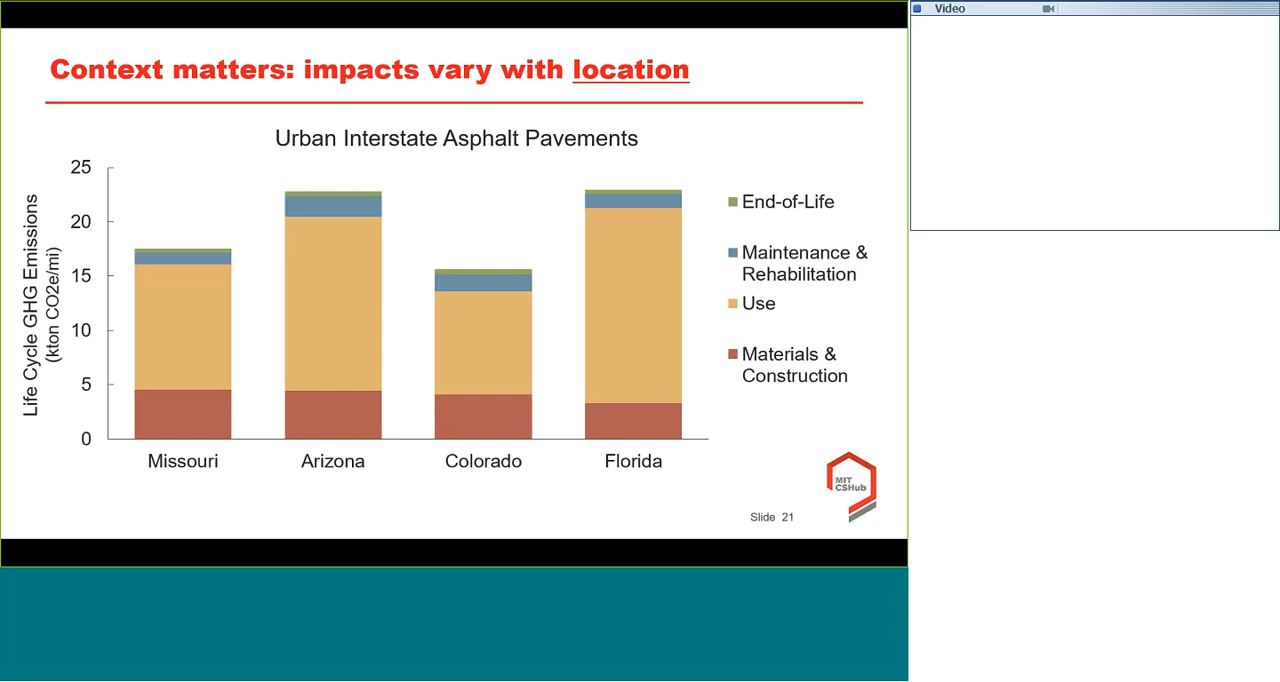 Video
Context matters: impacts vary with location
Urban Interstate Asphalt Pavements
Life Cycle GHG Emissions
(kton CO2e/mi)
25
20
15
10
5
0
Missouri
Arizona
Colorado
Florida
End-of-Life
Maintenance &
Rehabilitation
Use
Materials &
Construction
MIT
CSHub
Slide 21